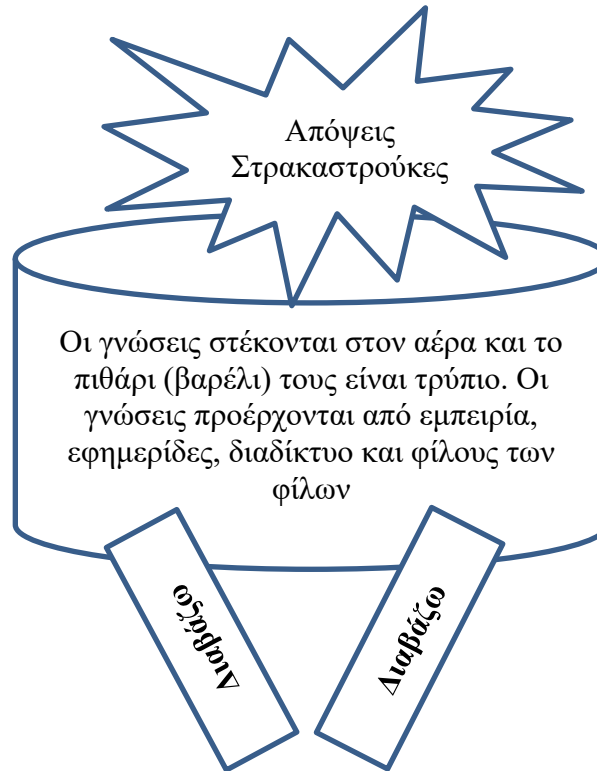 Απόψεις
Στρακαστρούκες
Οι γνώσεις στέκονται στον αέρα και το
πιθάρι (βαρέλι) τους είναι τρύπιο. Οι
γνώσεις προέρχονται από εμπειρία,
εφημερίδες, διαδίκτυο και φίλους των
φίλων
Διαβάζω
Διαβάζω